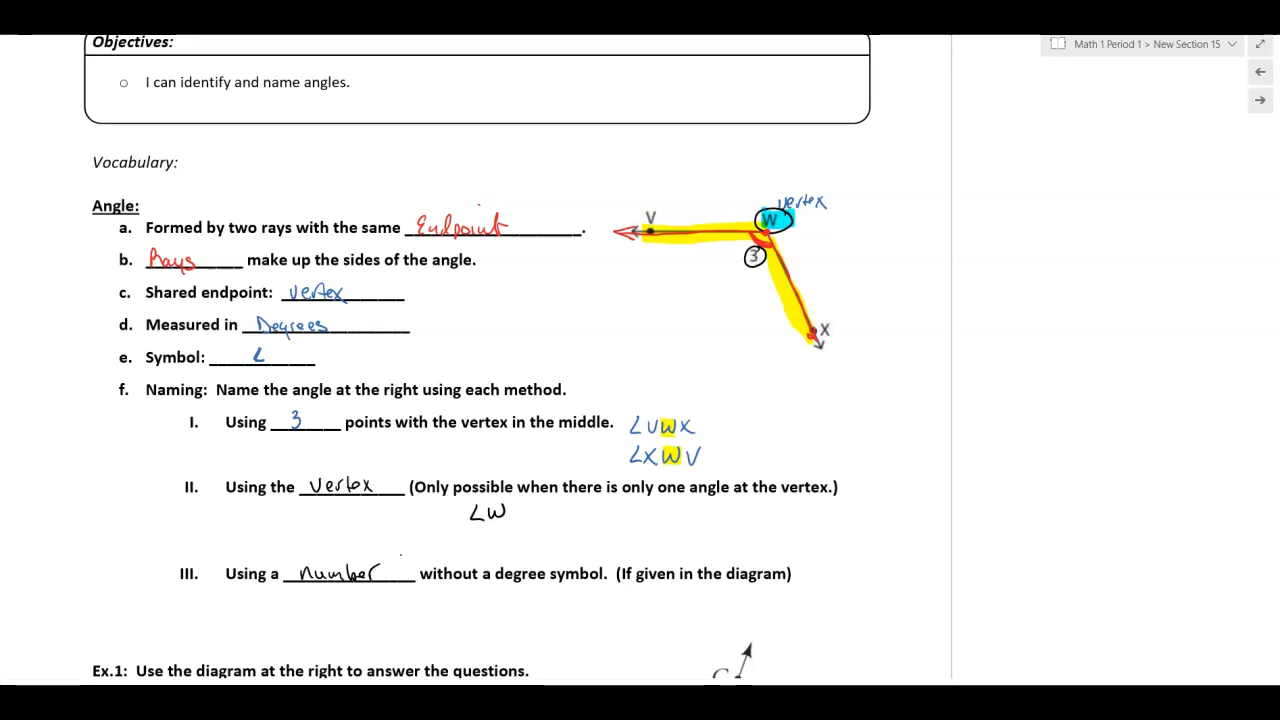 Objectives:
Math 1 Period 1 > New Section 15
○ I can identify and name angles.
Vocabulary:
Angle:
vertex
V W
a. Formed by two rays with the same Endpoint.
b. Rays make up the sides of the angle.
3
c. Shared endpoint: vertex
d. Measured in Degrees
X
e. Symbol: ∠
f. Naming: Name the angle at the right using each method.
I. Using 3 points with the vertex in the middle. ∠VWX
∠XWV
II. Using the vertex (Only possible when there is only one angle at the vertex.)
∠W
III. Using a number without a degree symbol. (If given in the diagram)
Ex.1: Use the diagram at the right to answer the questions.